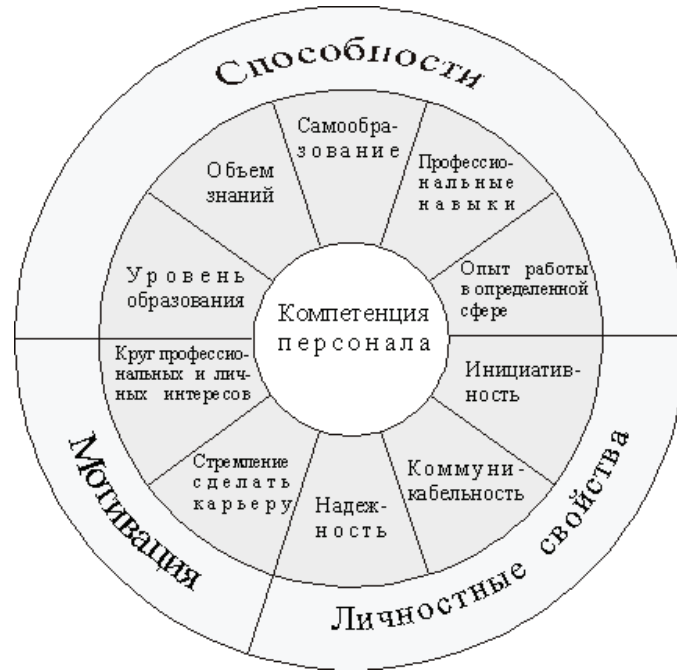 Способности
Самообра-
зование
Профессио-
нальные
навыки
Опыт работы
в определенной
сфере
Инициатив-
ность
Коммуни-
кабельность
Надеж-
ность
Стремление
сделать
карьеру
Круг профессио-
нальных и лич-
ных интересов
Уровень
образования
Объем
знаний
Компетенция
персонала
Мотивация
Личностные свойства